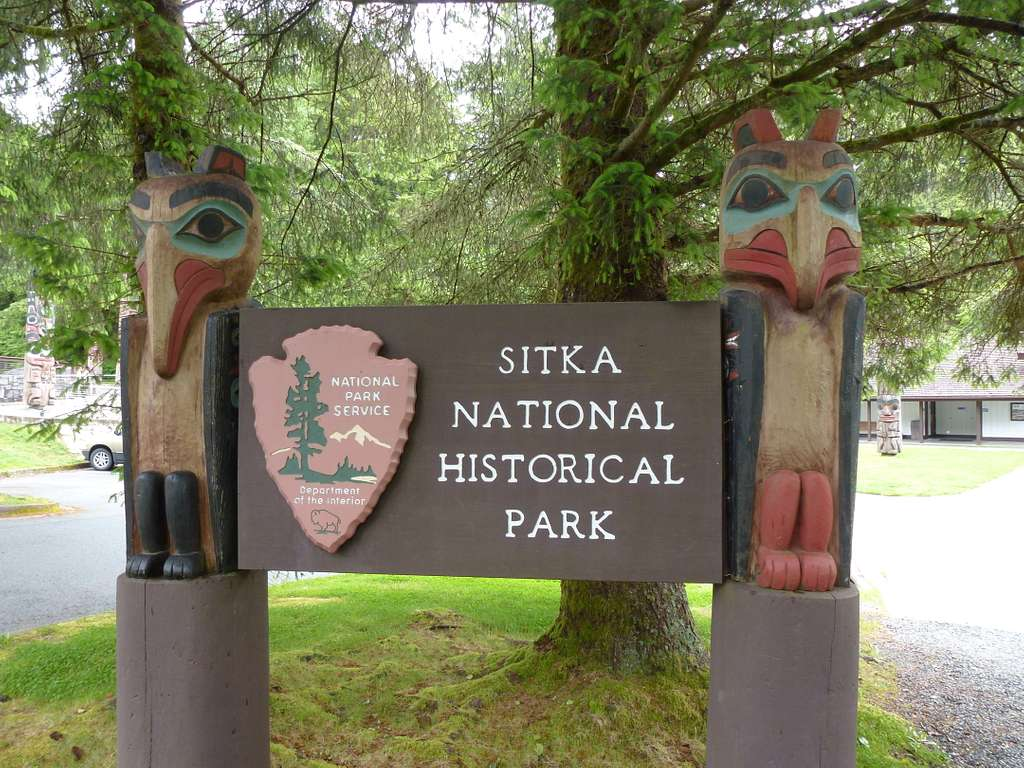 NATIONAL
PARK
SERVICE
Department
of the Interior
SITKA
NATIONAL
HISTORICAL
PARK